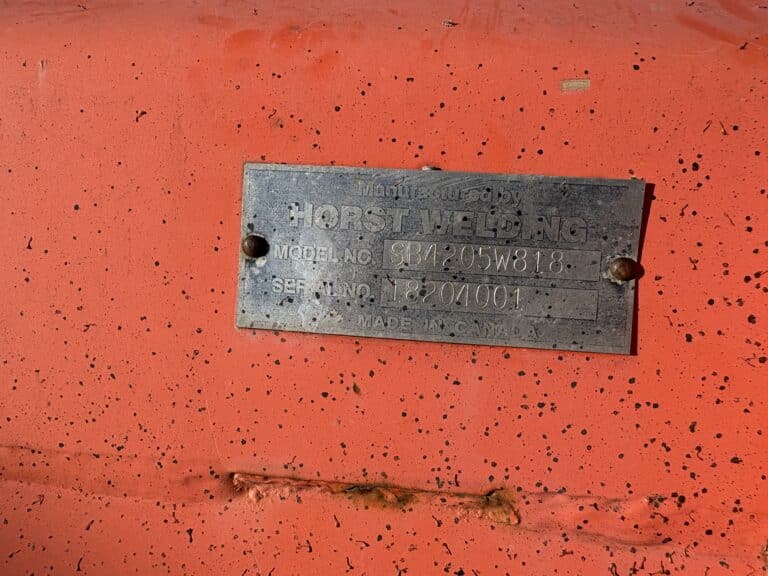 Manufactured by
HORST WELDING
MODEL NO. SB4205W818
SERIAL NO. 18204001
MADE IN CANADA